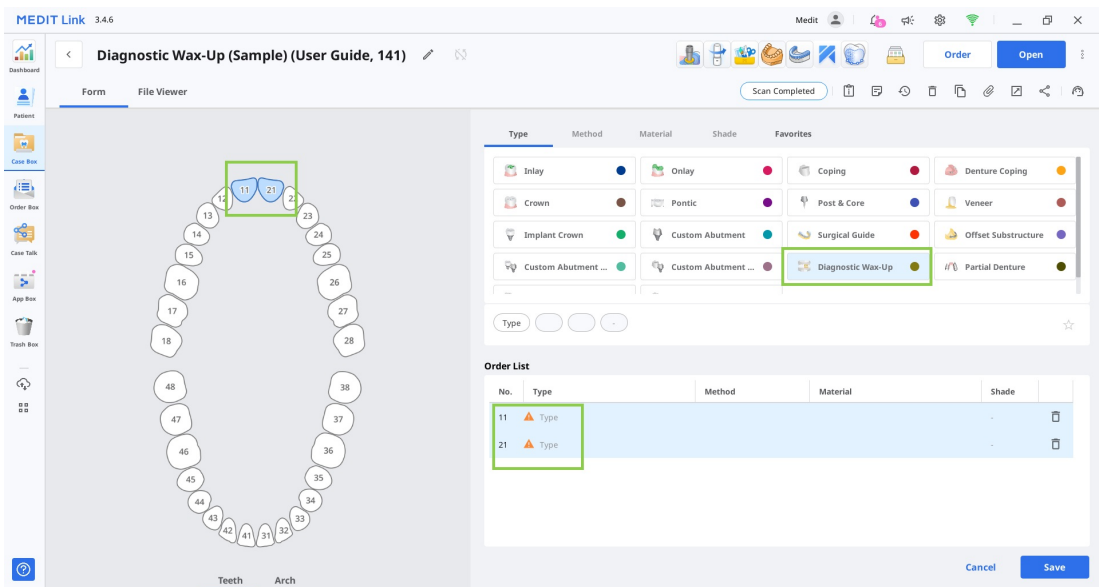 MEDIT Link 3.4.6 Medit
Diagnostic Wax-Up (Sample) (User Guide, 141) Order Open
Form File Viewer Scan Completed
Dashboard
Patient
Case Box
Order Box
Case Talk
App Box
Trash Box
11 21
12
13 23
14 24
15 25
16 26
17 27
18 28
48 38
47 37
46 36
45 35
44 34
43 33
42 41 31 32
Teeth Arch
Type Method Material Shade Favorites
Inlay Onlay Coping Denture Coping
Crown Pontic Post & Core Veneer
Implant Crown Custom Abutment Surgical Guide Offset Substructure
Custom Abutment ... Custom Abutment ... Diagnostic Wax-Up Partial Denture
Type -
Order List
No. Type Method Material Shade
11 Type -
21 Type -
Cancel Save